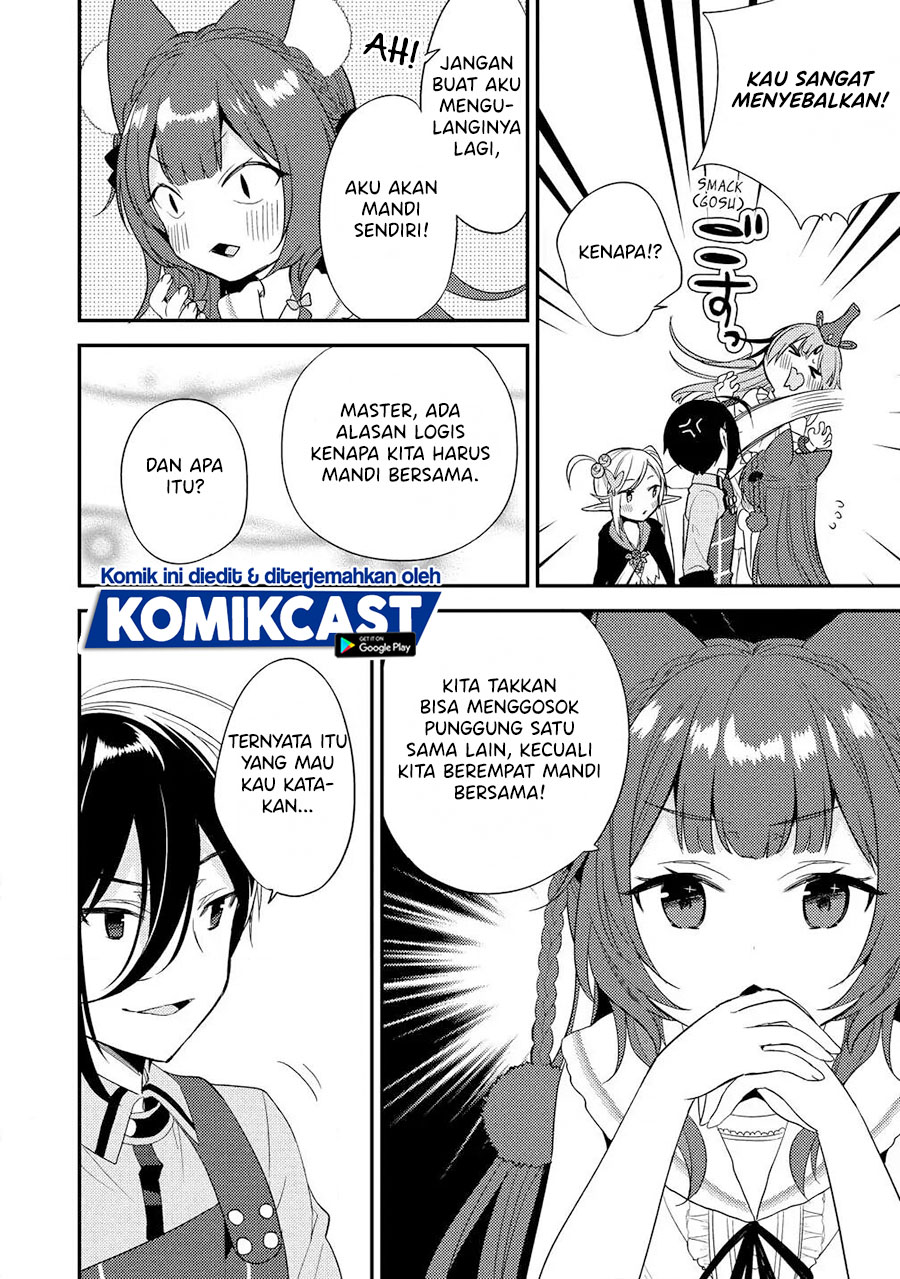 KAU SANGAT
MENYEBALKAN!
SMACK
(GOSU)
ゴスっ
KENAPA!?
JANGAN
BUAT AKU
MENGU-
LANGINYA
LAGI,
AKU AKAN
MANDI
SENDIRI!
AH!
MASTER, ADA
ALASAN LOGIS
KENAPA KITA HARUS
MANDI BERSAMA.
DAN APA
ITU?
Komik ini diedit & diterjemahkan oleh
KOMIKCAST
GET IT ON
Google Play
KITA TAKKAN
BISA MENGGOSOK
PUNGGUNG SATU
SAMA LAIN, KECUALI
KITA BEREMPAT MANDI
BERSAMA!
TERNYATA ITU
YANG MAU
KAU KATA-
KAN...